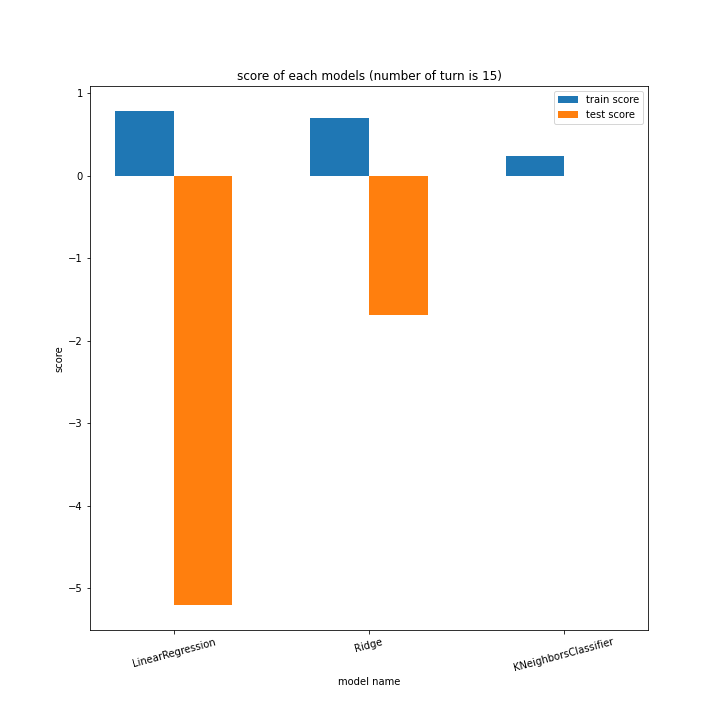 score of each models (number of turn is 15)
train score
test score
1
0
−1
−2
−3
−4
−5
score
LinearRegression
Ridge
KNeighborsClassifier
model name